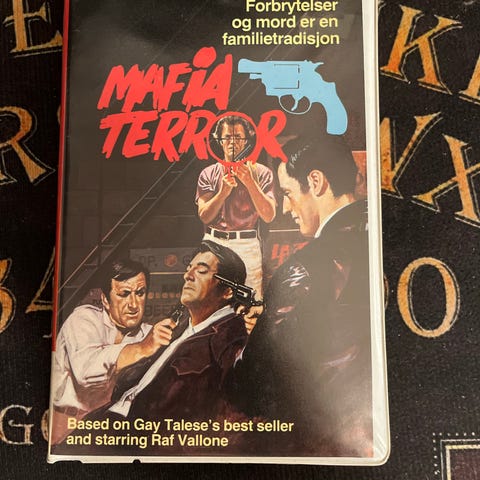 Forbrytelser
og mord er en
familietradisjon
MAFIA
TERROR
Based on Gay Talese's best seller
and starring Raf Vallone